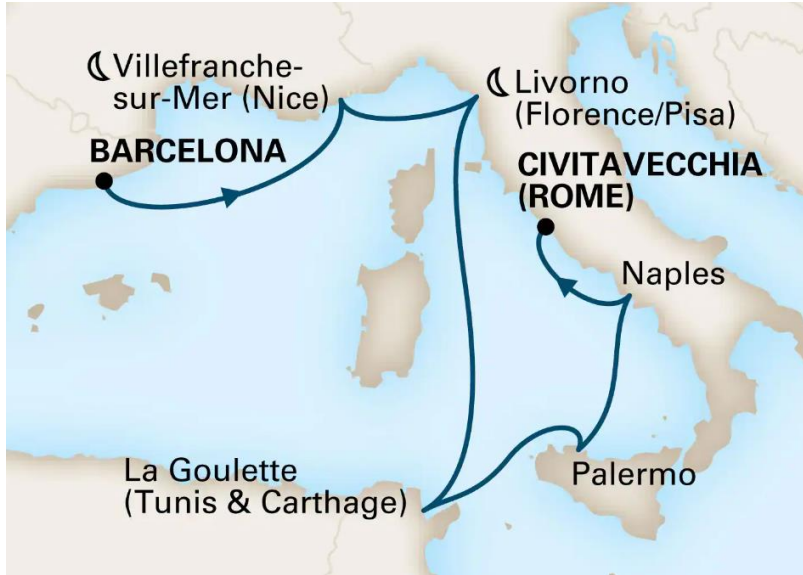 Villefranche-
sur-Mer (Nice)
BARCELONA
Livorno
(Florence/Pisa)
CIVITAVECCHIA
(ROME)
Naples
Palermo
La Goulette
(Tunis & Carthage)